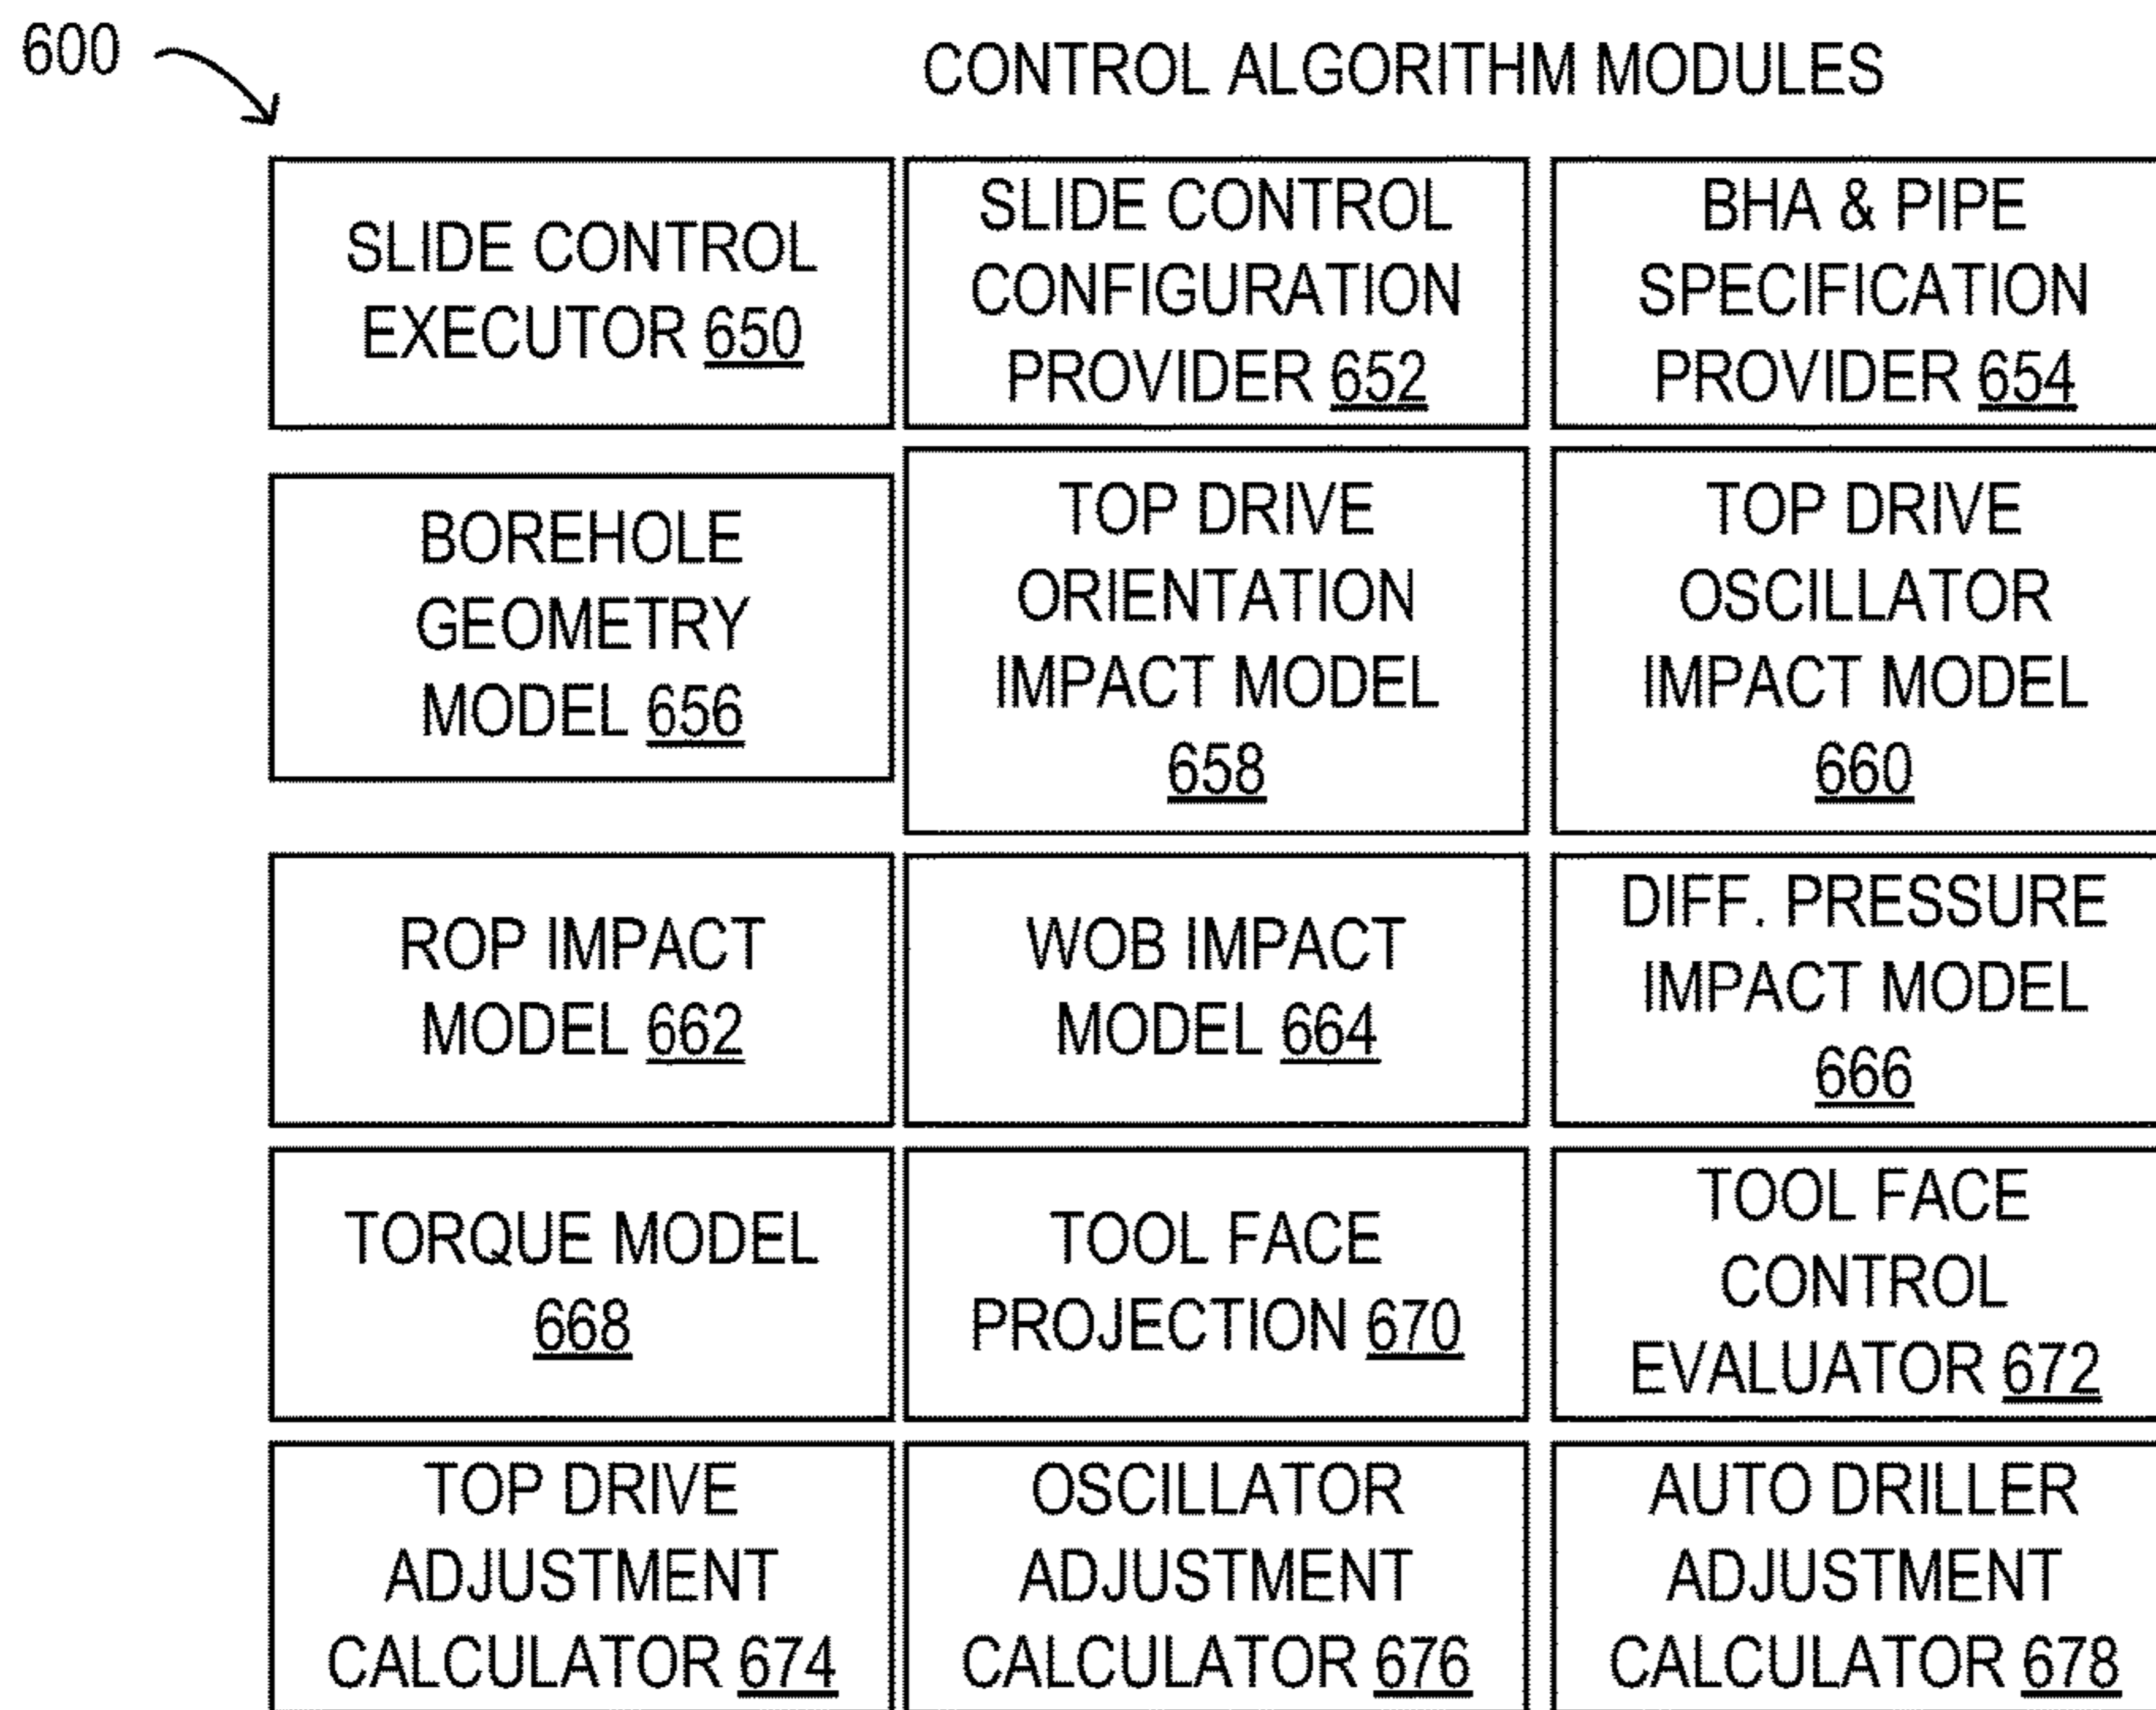 600
CONTROL ALGORITHM MODULES
SLIDE CONTROL
EXECUTOR 650
SLIDE CONTROL
CONFIGURATION
PROVIDER 652
BHA & PIPE
SPECIFICATION
PROVIDER 654
BOREHOLE
GEOMETRY
MODEL 656
TOP DRIVE
ORIENTATION
IMPACT MODEL
658
TOP DRIVE
OSCILLATOR
IMPACT MODEL
660
ROP IMPACT
MODEL 662
WOB IMPACT
MODEL 664
DIFF. PRESSURE
IMPACT MODEL
666
TORQUE MODEL
668
TOOL FACE
PROJECTION 670
TOOL FACE
CONTROL
EVALUATOR 672
TOP DRIVE
ADJUSTMENT
CALCULATOR 674
OSCILLATOR
ADJUSTMENT
CALCULATOR 676
AUTO DRILLER
ADJUSTMENT
CALCULATOR 678